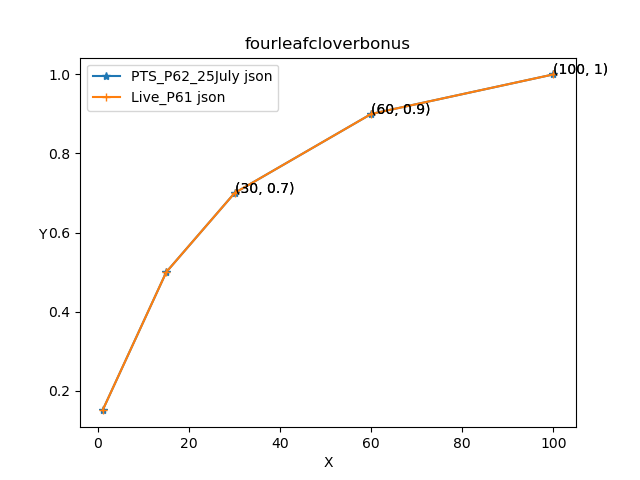 fourleafcloverbonus
PTS_P62_25July json
Live_P61 json
(100, 1)
(60, 0.9)
(30, 0.7)
1.0
0.8
0.6
0.4
0.2
Y
0 20 40 60 80 100
X